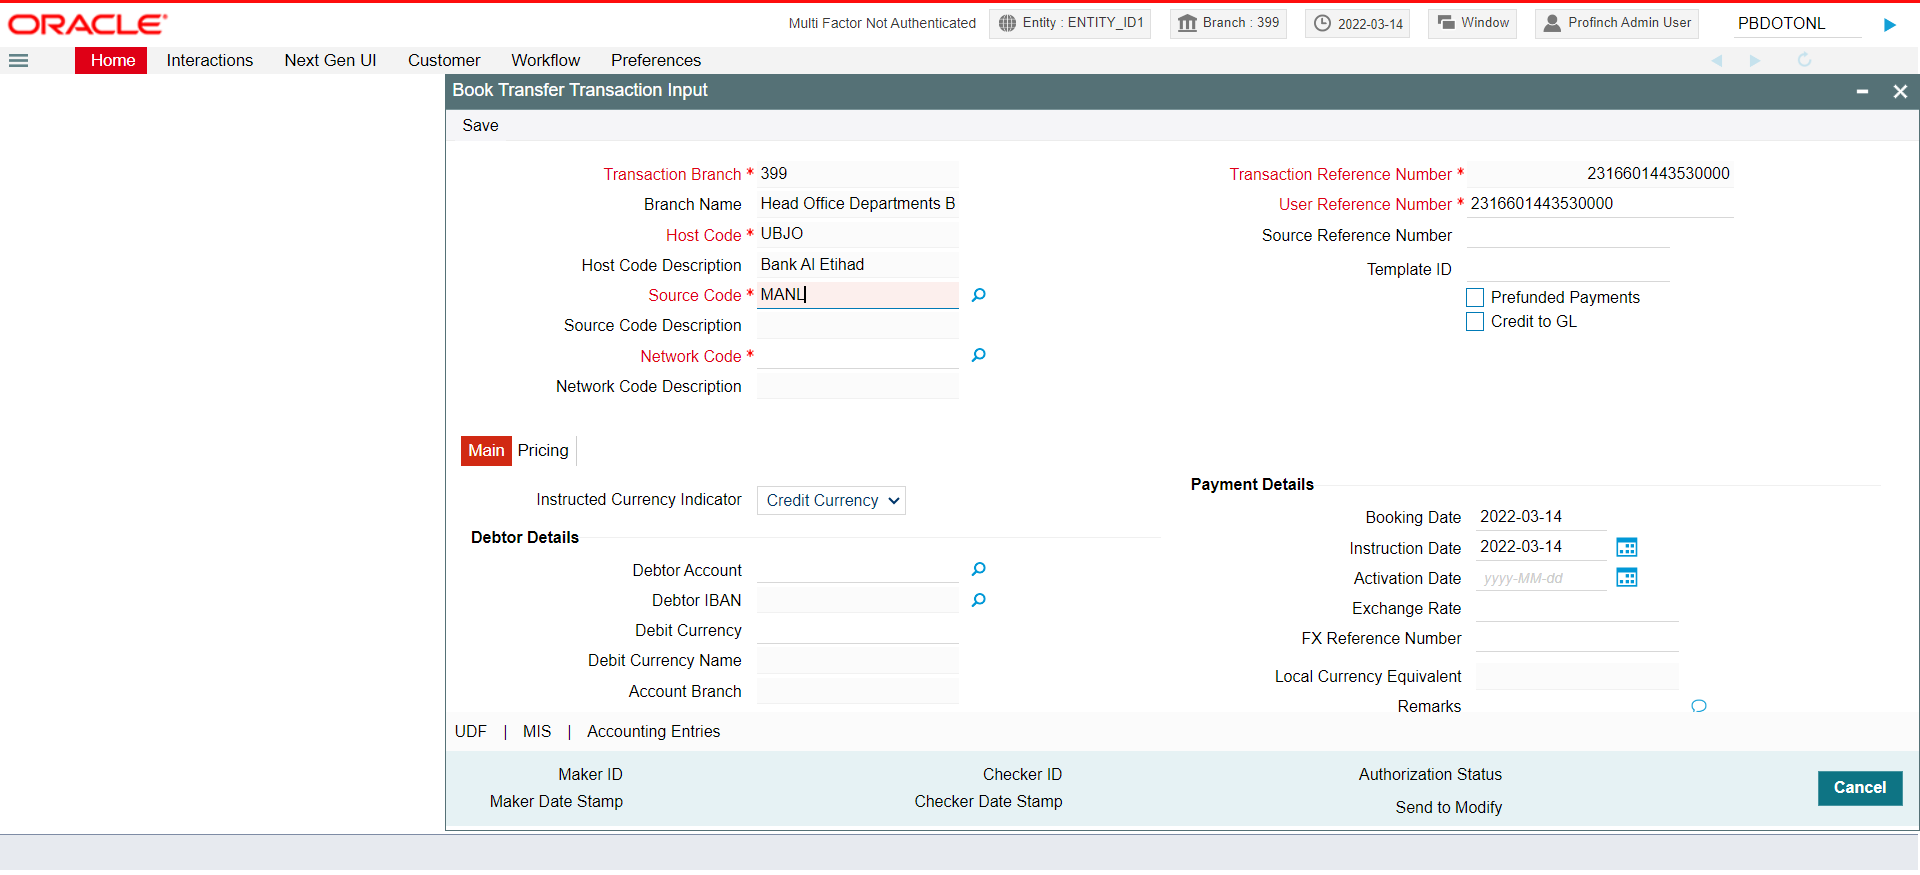 ORACLE
Multi Factor Not Authenticated
Entity : ENTITY_ID1
Branch : 399
2022-03-14
Window
Profinch Admin User
PBDOTONL
Home
Interactions
Next Gen UI
Customer
Workflow
Preferences
Book Transfer Transaction Input
Save
Transaction Branch * 399
Branch Name Head Office Departments B
Host Code * UBJO
Host Code Description Bank Al Etihad
Source Code * MANL
Source Code Description
Network Code *
Network Code Description
Transaction Reference Number * 2316601443530000
User Reference Number * 2316601443530000
Source Reference Number
Template ID
Prefunded Payments
Credit to GL
Main
Pricing
Instructed Currency Indicator Credit Currency
Debtor Details
Debtor Account
Debtor IBAN
Debit Currency
Debit Currency Name
Account Branch
Payment Details
Booking Date 2022-03-14
Instruction Date 2022-03-14
Activation Date yyyy-MM-dd
Exchange Rate
FX Reference Number
Local Currency Equivalent
Remarks
UDF | MIS | Accounting Entries
Maker ID
Maker Date Stamp
Checker ID
Checker Date Stamp
Authorization Status
Send to Modify
Cancel